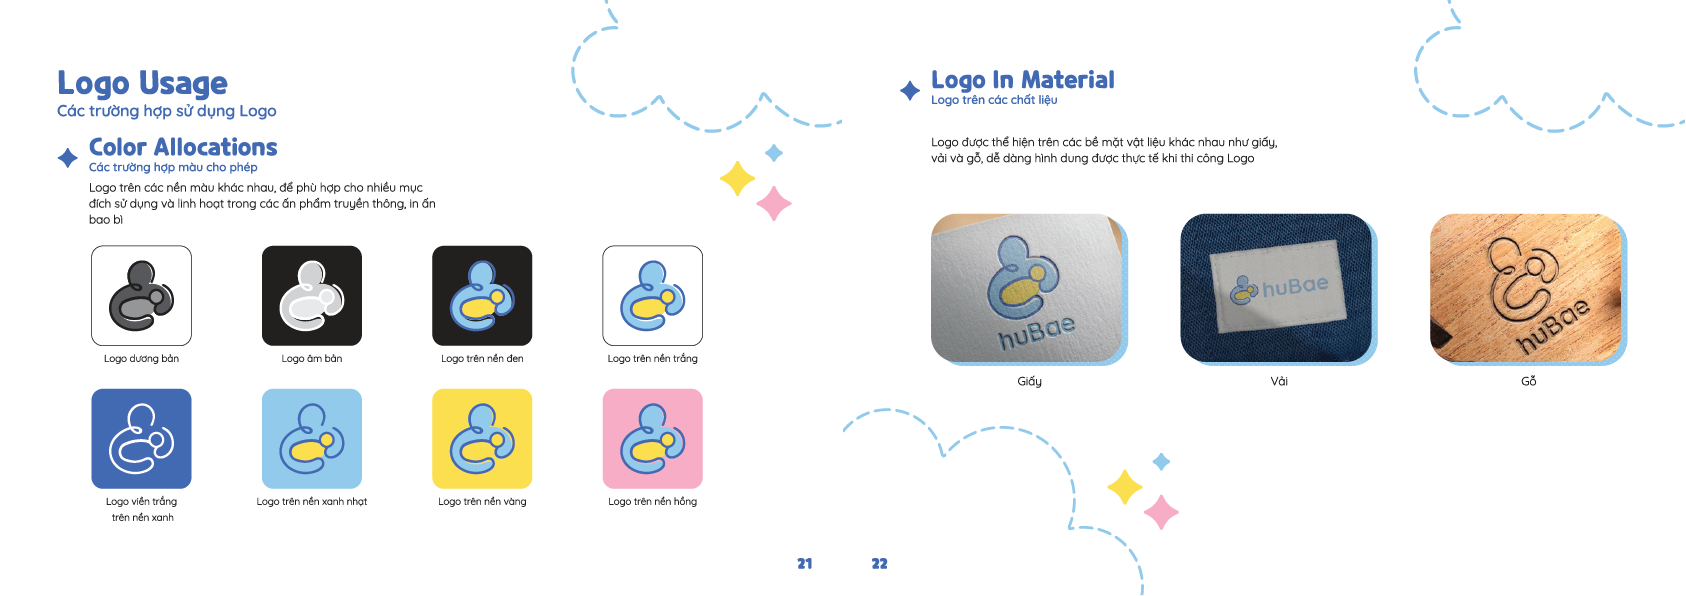 Logo Usage
Các trường hợp sử dụng Logo
Color Allocations
Các trường hợp màu cho phép
Logo trên các nền màu khác nhau, để phù hợp cho nhiều mục
đích sử dụng và linh hoạt trong các ấn phẩm truyền thông, in ấn
bao bì
Logo dương bản
Logo âm bản
Logo trên nền đen
Logo trên nền trắng
Logo viền trắng
trên nền xanh
Logo trên nền xanh nhạt
Logo trên nền vàng
Logo trên nền hồng
21
Logo In Material
Logo trên các chất liệu
Logo được thể hiện trên các bề mặt vật liệu khác nhau như giấy,
vải và gỗ, dễ dàng hình dung được thực tế khi thi công Logo
huBae
huBae
huBae
Giấy
Vải
Gỗ
22